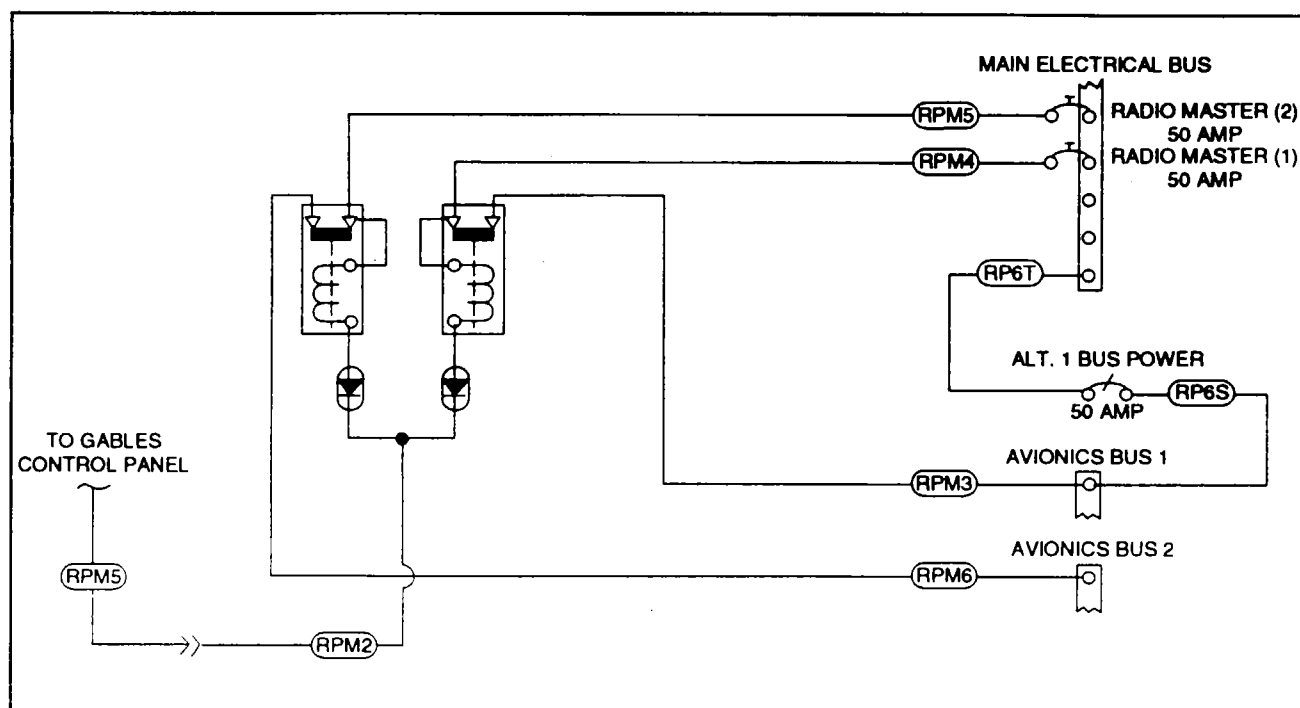 MAIN ELECTRICAL BUS
RPM5
RADIO MASTER (2)
50 AMP
RPM4
RADIO MASTER (1)
50 AMP
RP6T
ALT. 1 BUS POWER
50 AMP
RP6S
TO GABLES
CONTROL PANEL
AVIONICS BUS 1
RPM3
AVIONICS BUS 2
RPM5
RPM6
RPM2